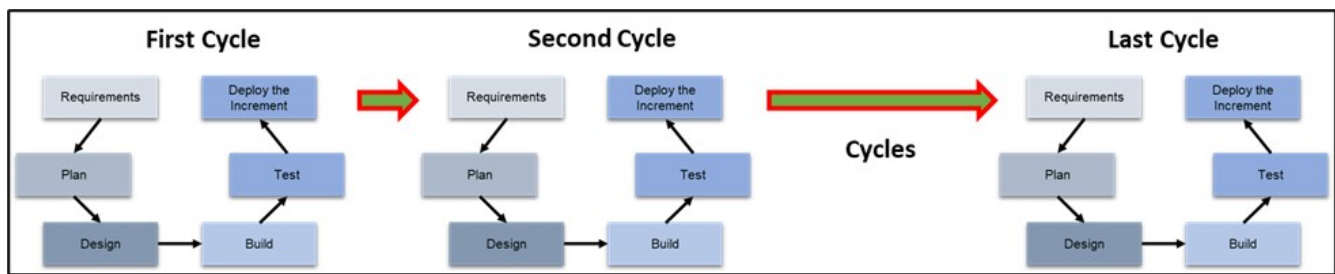 First Cycle
Requirements
Plan
Design
Build
Test
Deploy the
Increment
Second Cycle
Requirements
Plan
Design
Build
Test
Deploy the
Increment
Cycles
Last Cycle
Requirements
Plan
Design
Build
Test
Deploy the
Increment